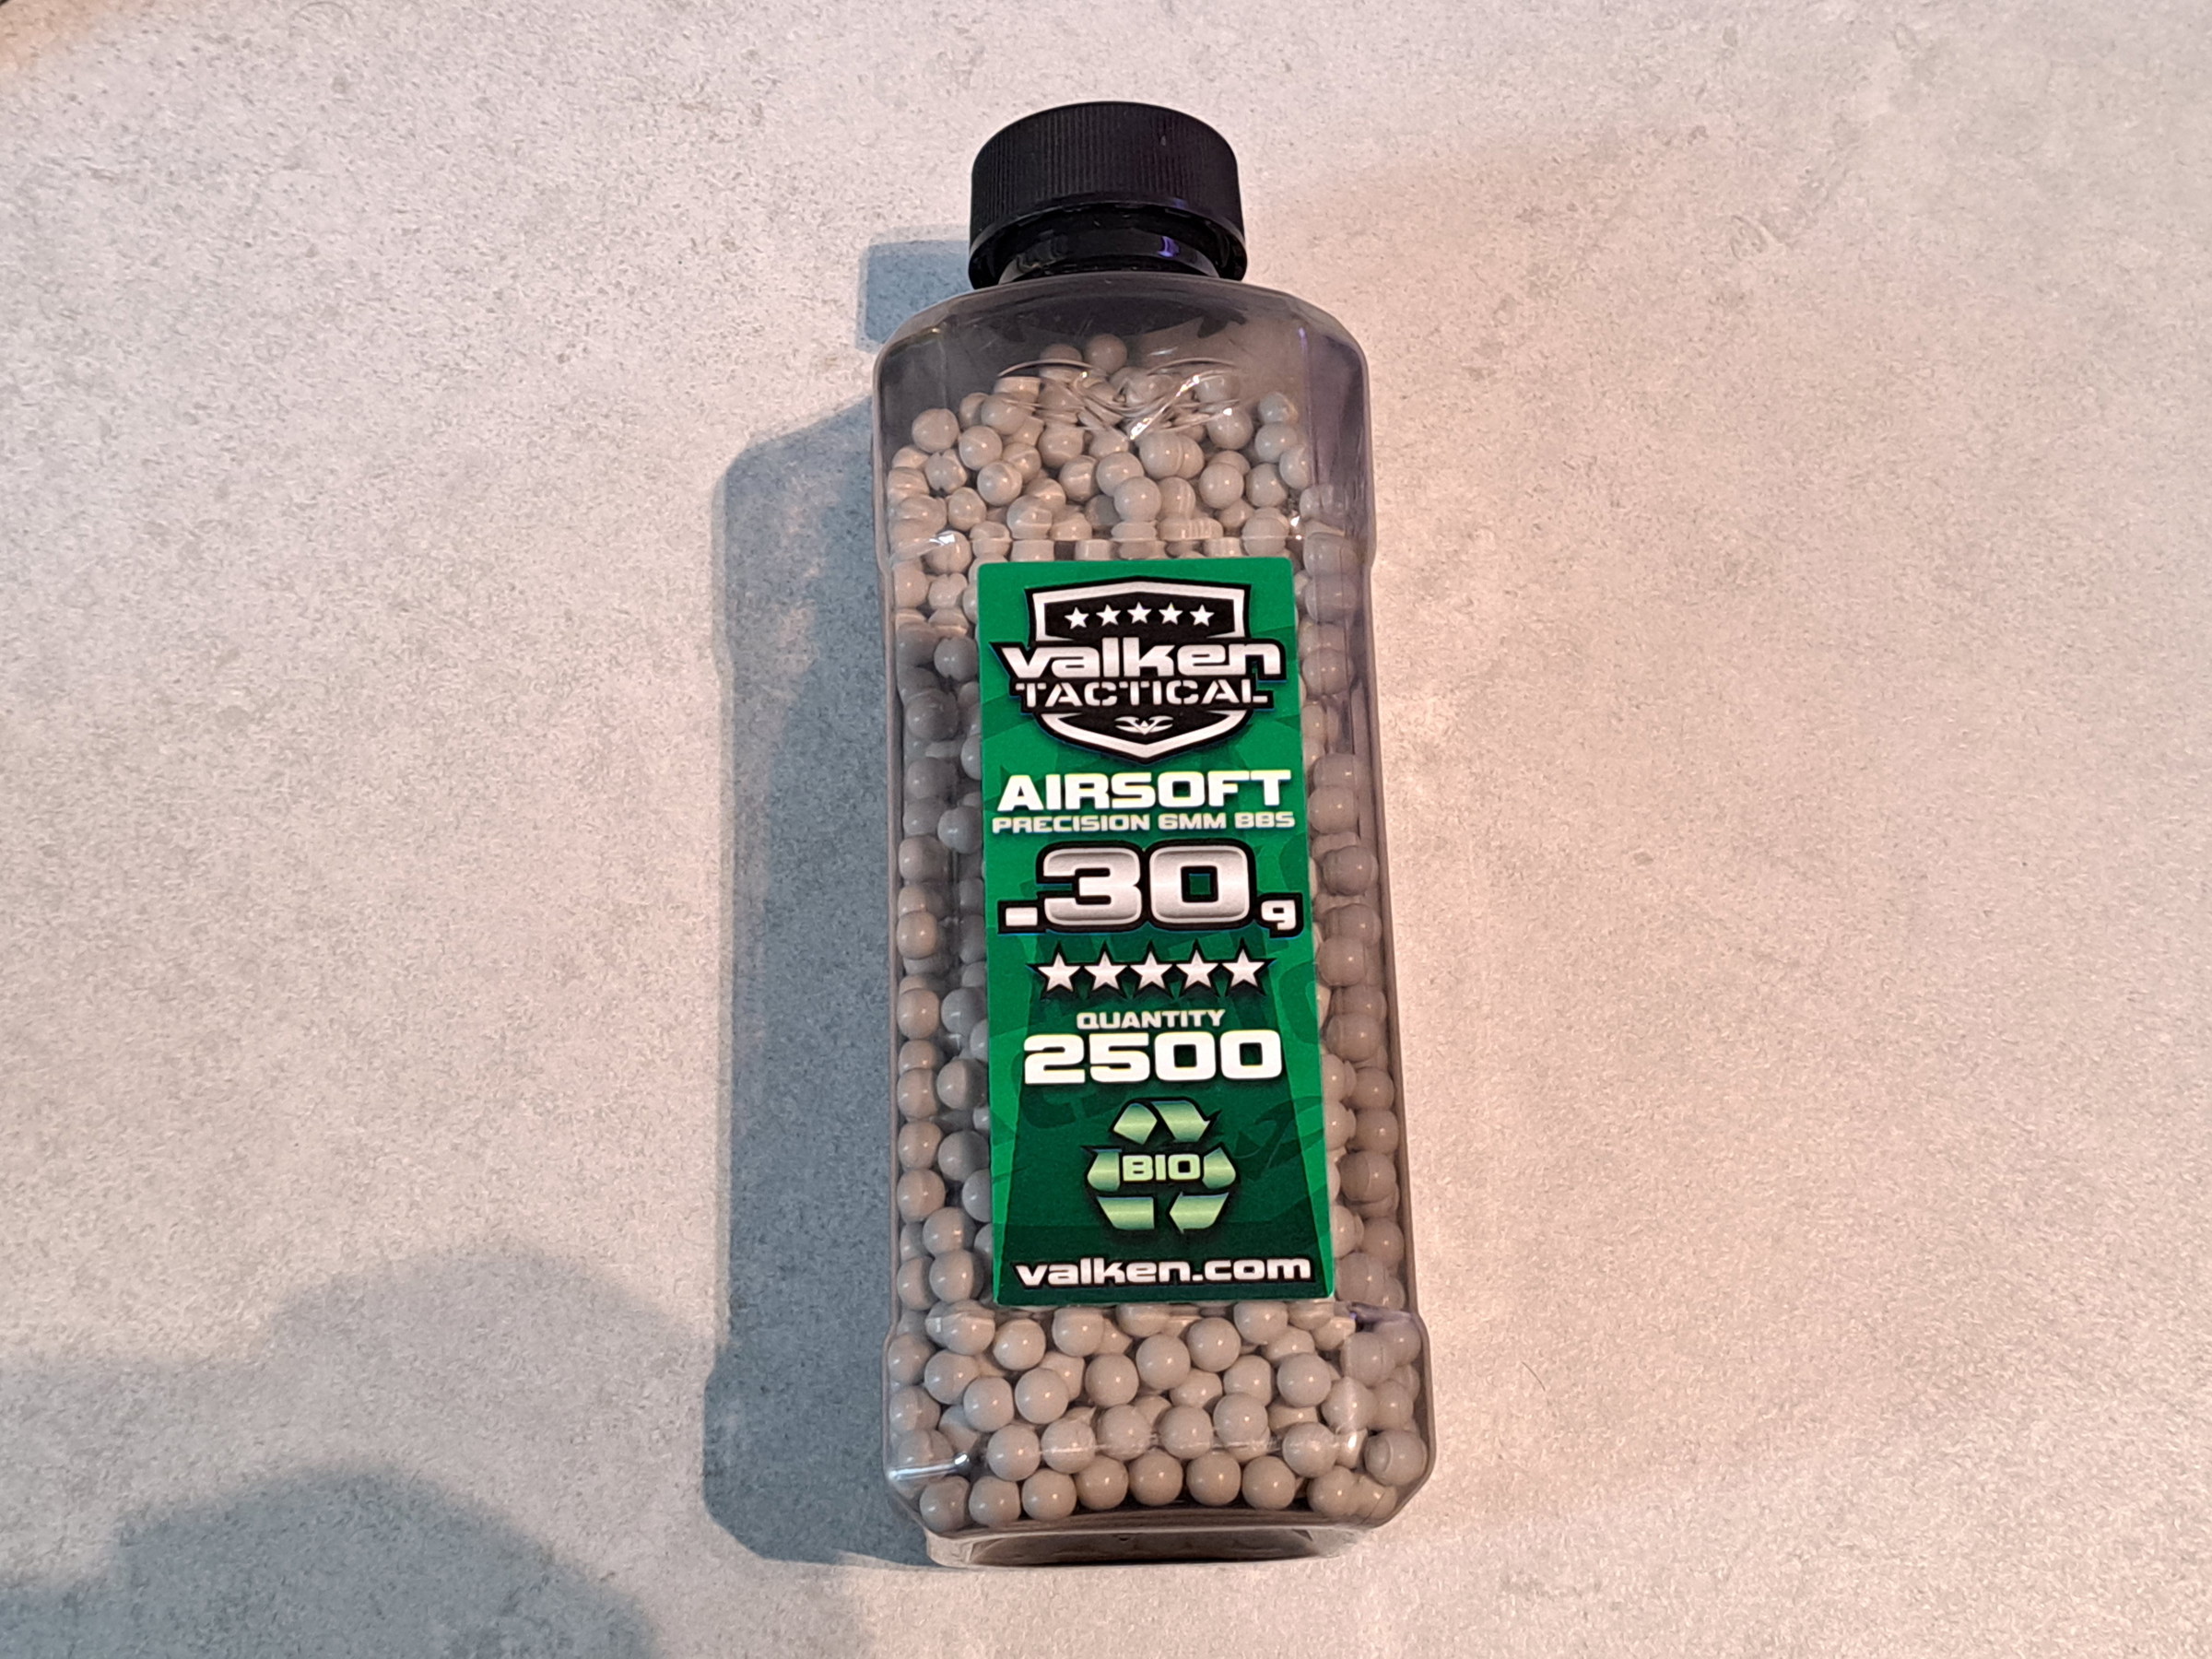 valken
TACTICAL
AIRSOFT
PRECISION 6MM BBS
.30g
QUANTITY
2500
BIO
valken.com